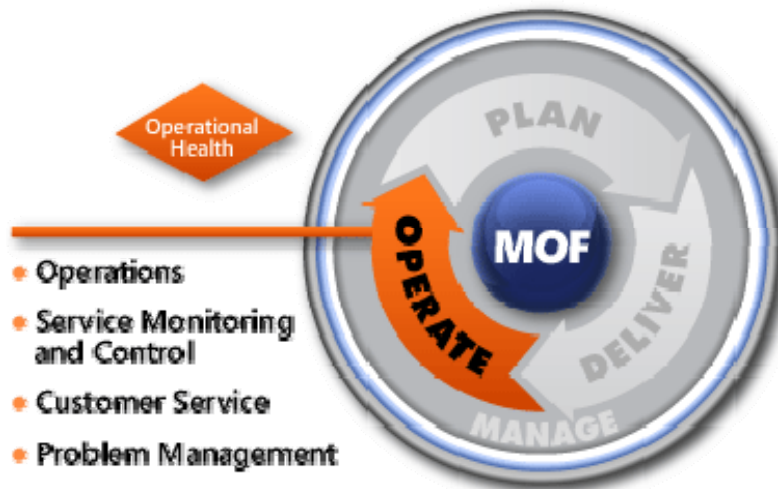 Operational
Health
PLAN
MOF
OPERATE
DELIVER
MANAGE
Operations
Service Monitoring
and Control
Customer Service
Problem Management